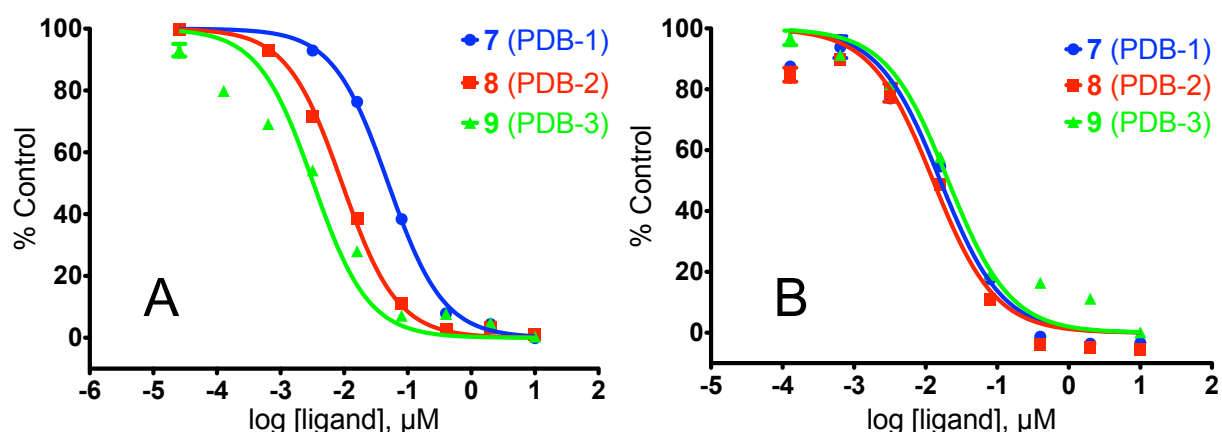 100
80
60
40
20
0
% Control
7 (PDB-1)
8 (PDB-2)
9 (PDB-3)
A
-6 -5 -4 -3 -2 -1 0 1 2
log [ligand], μM
100
80
60
40
20
0
% Control
7 (PDB-1)
8 (PDB-2)
9 (PDB-3)
B
-5 -4 -3 -2 -1 0 1 2
log [ligand], μM